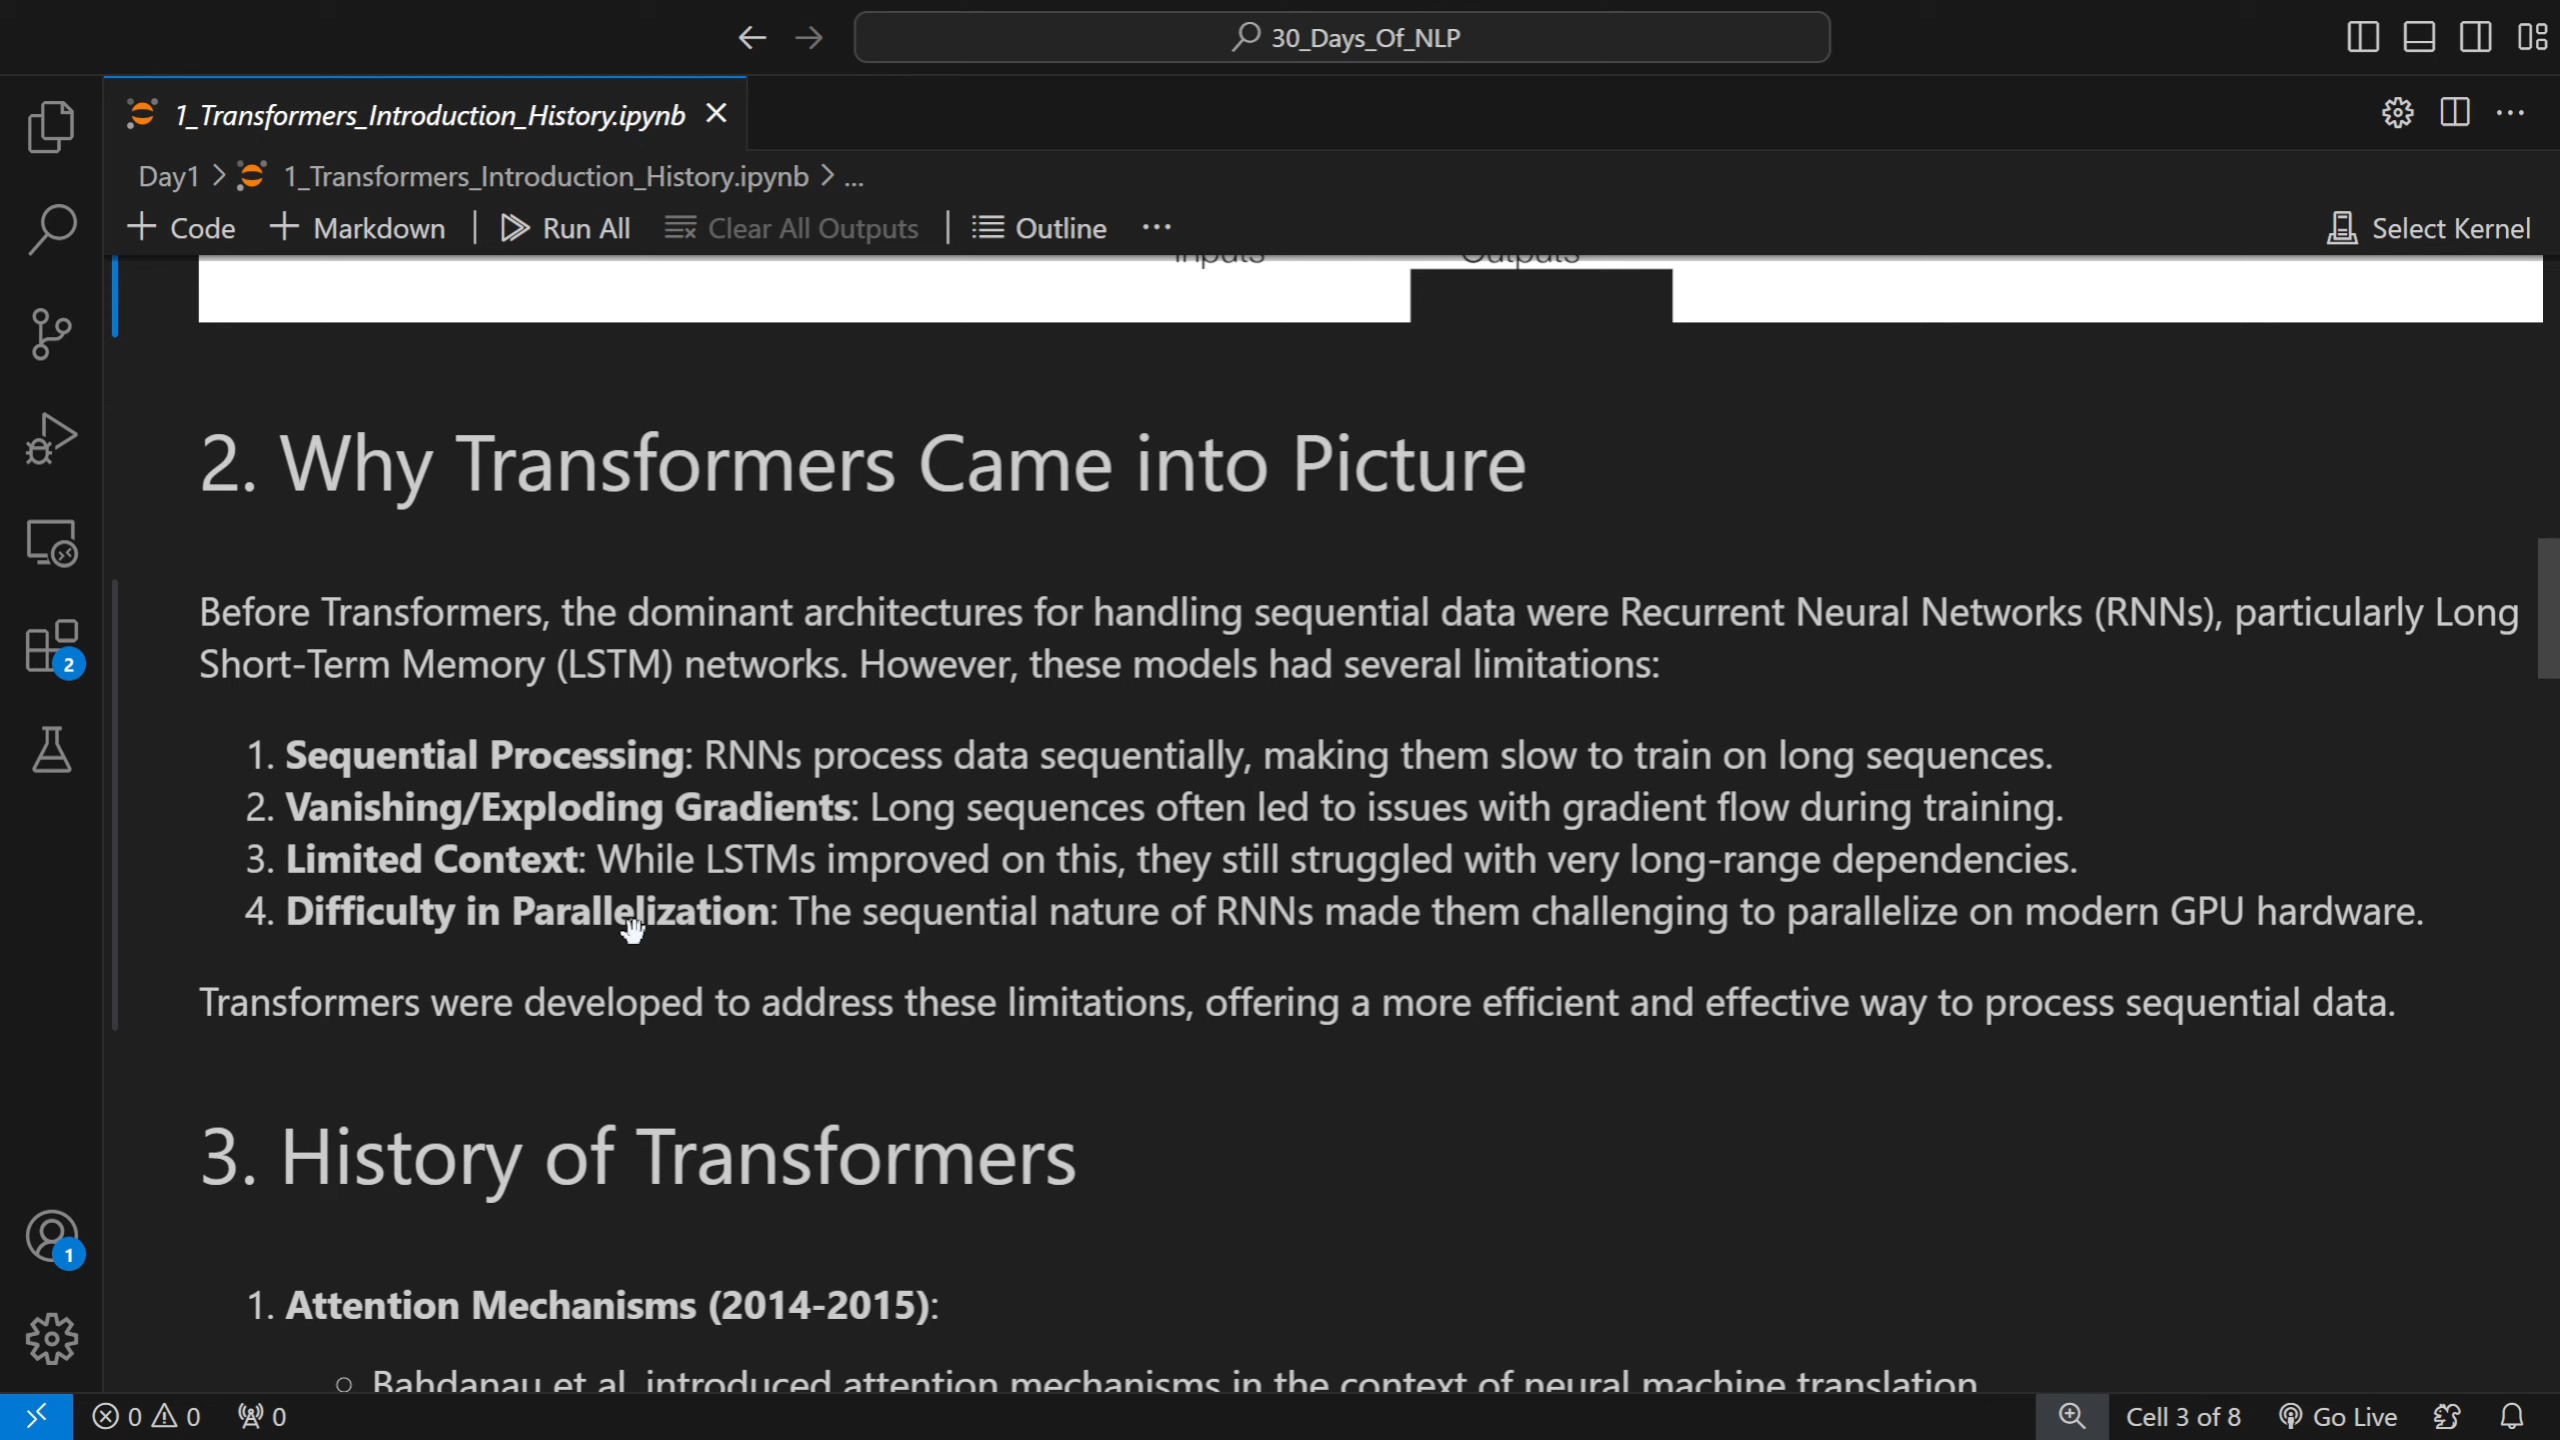 30_Days_Of_NLP
1_Transformers_Introduction_History.ipynb
Day1 > 1_Transformers_Introduction_History.ipynb > ...
Code Markdown Run All Clear All Outputs Outline ... Select Kernel
Inputs Outputs
2. Why Transformers Came into Picture
Before Transformers, the dominant architectures for handling sequential data were Recurrent Neural Networks (RNNs), particularly Long
Short-Term Memory (LSTM) networks. However, these models had several limitations:
1. Sequential Processing: RNNs process data sequentially, making them slow to train on long sequences.
2. Vanishing/Exploding Gradients: Long sequences often led to issues with gradient flow during training.
3. Limited Context: While LSTMs improved on this, they still struggled with very long-range dependencies.
4. Difficulty in Parallelization: The sequential nature of RNNs made them challenging to parallelize on modern GPU hardware.
Transformers were developed to address these limitations, offering a more efficient and effective way to process sequential data.
2
3. History of Transformers
1
1. Attention Mechanisms (2014-2015):
Bahdanau et al. introduced attention mechanisms in the context of neural machine translation
0 0 0 Cell 3 of 8 Go Live